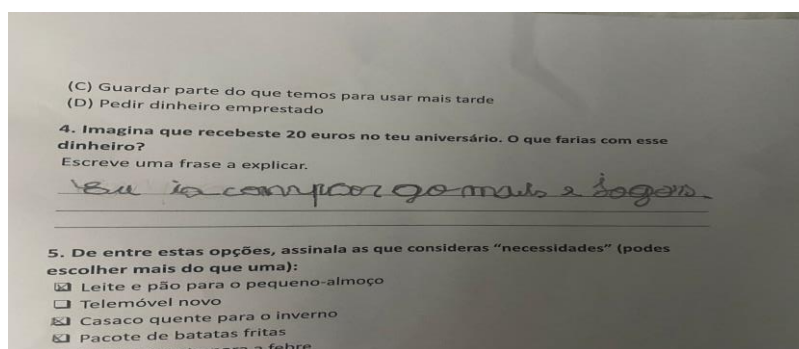 (C) Guardar parte do que temos para usar mais tarde
(D) Pedir dinheiro emprestado
4. Imagina que recebeste 20 euros no teu aniversário. O que farias com esse
dinheiro?
Escreve uma frase a explicar.
Eu ia comprar gomas e
5. De entre estas opções, assinala as que consideras “necessidades” (podes
escolher mais do que uma):
☒ Leite e pão para o pequeno-almoço
☐ Telemóvel novo
☒ Casaco quente para o inverno
☒ Pacote de batatas fritas
febre